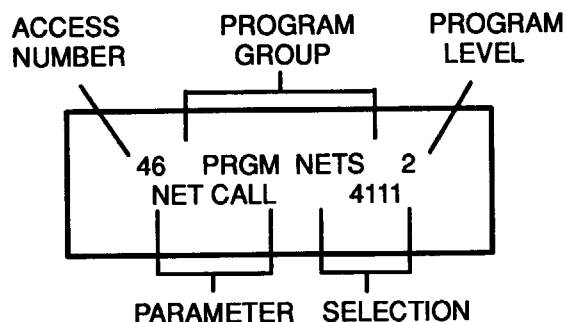 ACCESS NUMBER
PROGRAM GROUP
PROGRAM LEVEL
46 PRGM NETS 2
NET CALL 4111
PARAMETER SELECTION